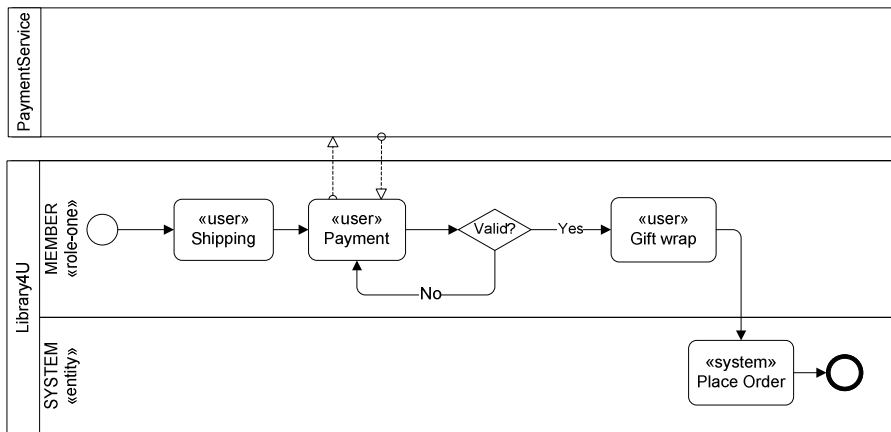 PaymentService
Library4U
MEMBER
«role-one»
«user»
Shipping
«user»
Payment
Valid?
Yes
No
«user»
Gift wrap
SYSTEM
«entity»
«system»
Place Order